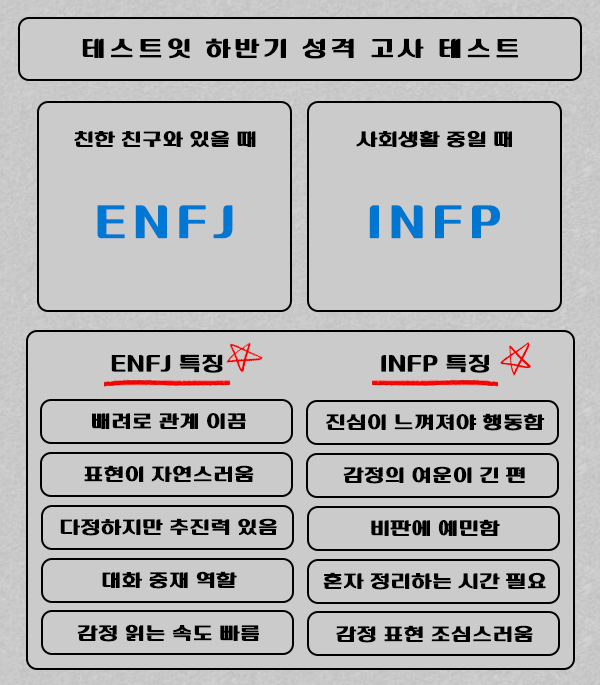 테스트잇 하반기 성격 고사 테스트
친한 친구와 있을 때
ENFJ
사회생활 중일 때
INFP
ENFJ 특징
배려로 관계 이끔
표현이 자연스러움
다정하지만 추진력 있음
대화 중재 역할
감정 읽는 속도 빠름
INFP 특징
진심이 느껴져야 행동함
감정의 여운이 긴 편
비판에 예민함
혼자 정리하는 시간 필요
감정 표현 조심스러움